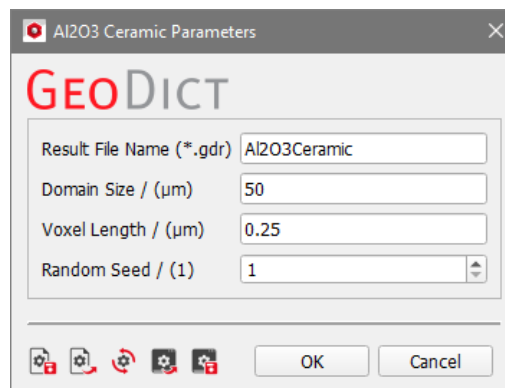 Al2O3 Ceramic Parameters
GEODICT
Result File Name (*.gdr) Al2O3Ceramic
Domain Size / (µm) 50
Voxel Length / (µm) 0.25
Random Seed / (1) 1
OK Cancel